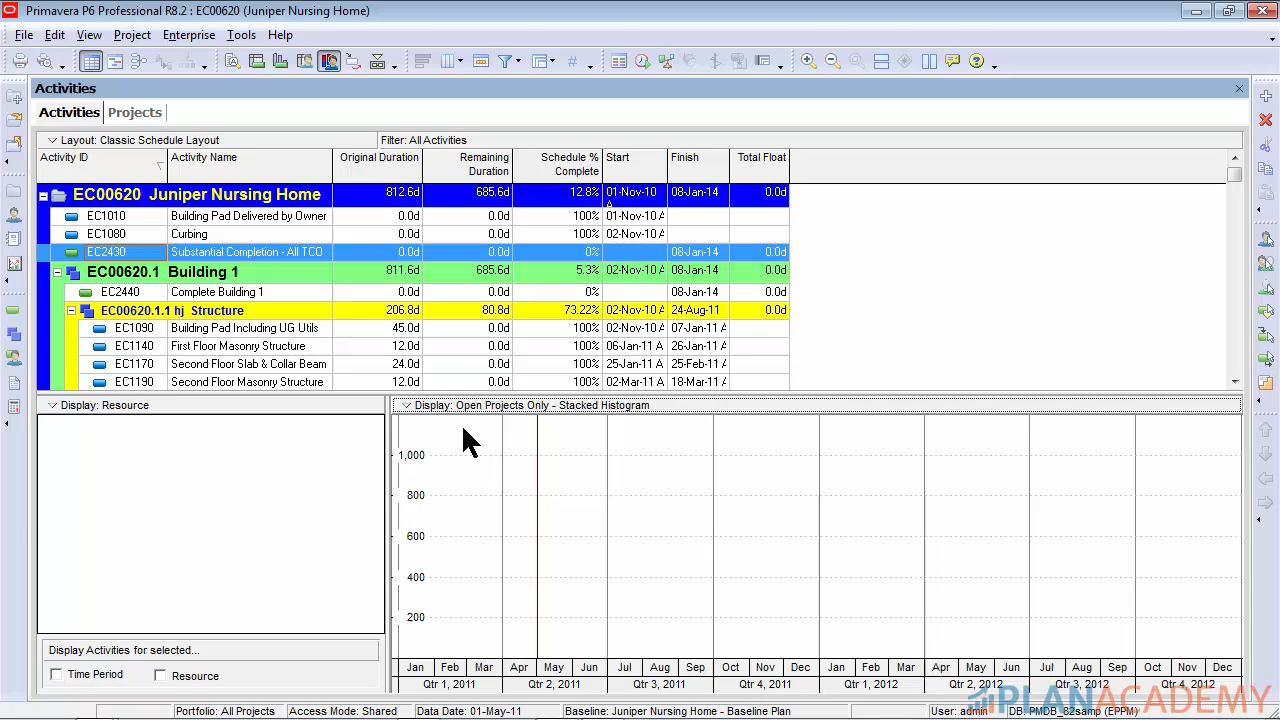 Primavera P6 Professional R8.2 : EC00620 (Juniper Nursing Home)
File Edit View Project Enterprise Tools Help
Activities
Activities Projects
Layout: Classic Schedule Layout Filter: All Activities
Activity ID Activity Name Original Duration Remaining Duration Schedule % Complete Start Finish Total Float
EC00620 Juniper Nursing Home 812.6d 685.6d 12.8% 01-Nov-10 A 08-Jan-14 0.0d
EC1010 Building Pad Delivered by Owner 0.0d 0.0d 100% 01-Nov-10 A
EC1080 Curbing 0.0d 0.0d 100% 02-Nov-10 A
EC2430 Substantial Completion - All TCO 0.0d 0.0d 0% 08-Jan-14 0.0d
EC00620.1 Building 1 811.6d 685.6d 5.3% 02-Nov-10 A 08-Jan-14 0.0d
EC2440 Complete Building 1 0.0d 0.0d 0% 08-Jan-14 0.0d
EC00620.1.1 hj Structure 206.8d 80.8d 73.22% 02-Nov-10 A 24-Aug-11 0.0d
EC1090 Building Pad Including UG Utils 45.0d 0.0d 100% 02-Nov-10 A 07-Jan-11 A
EC1140 First Floor Masonry Structure 12.0d 0.0d 100% 06-Jan-11 A 26-Jan-11 A
EC1170 Second Floor Slab & Collar Beam 24.0d 0.0d 100% 25-Jan-11 A 25-Feb-11 A
EC1190 Second Floor Masonry Structure 12.0d 0.0d 100% 02-Mar-11 A 18-Mar-11 A
Display: Resource Display: Open Projects Only - Stacked Histogram
1,000
800
600
400
200
Display Activities for selected...
Time Period Resource
Jan Feb Mar Apr May Jun Jul Aug Sep Oct Nov Dec Jan Feb Mar Apr May Jun Jul Aug Sep Oct Nov Dec
Qtr 1, 2011 Qtr 2, 2011 Qtr 3, 2011 Qtr 4, 2011 Qtr 1, 2012 Qtr 2, 2012 Qtr 3, 2012 Qtr 4, 2012
PLANACADEMY
Portfolio: All Projects Access Mode: Shared Data Date: 01-May-11 Baseline: Juniper Nursing Home - Baseline Plan User: admin DB: PMDB_82samp (EPPM)